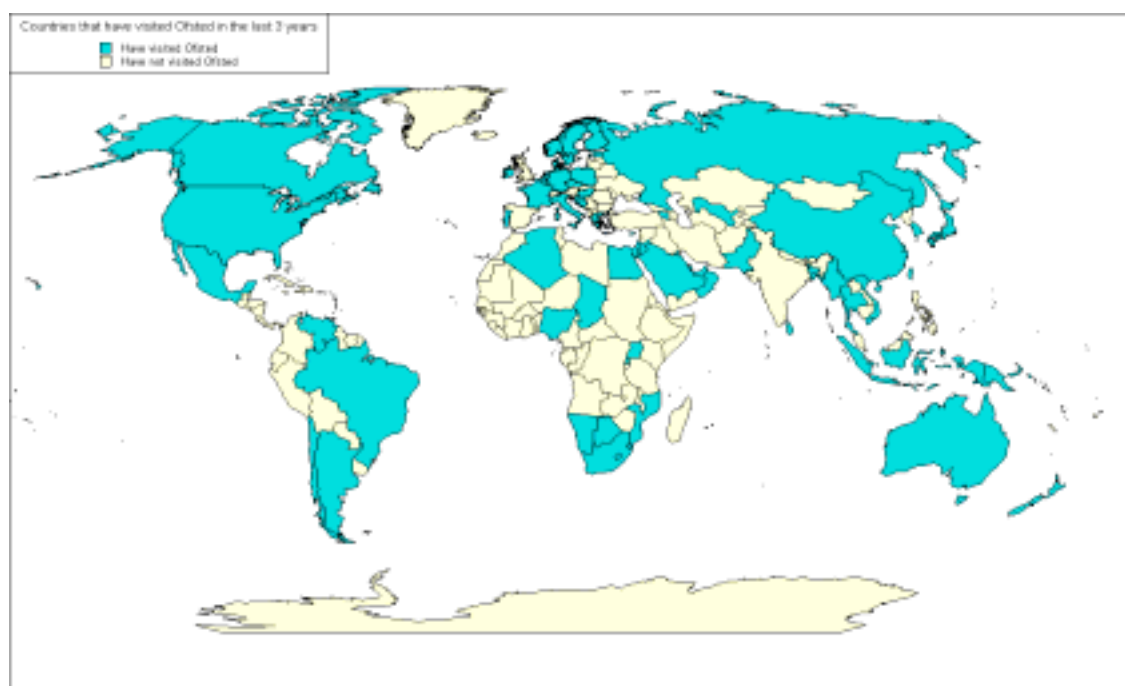 Countries that have visited Ofsted in the last 3 years
Have visited Ofsted
Have not visited Ofsted